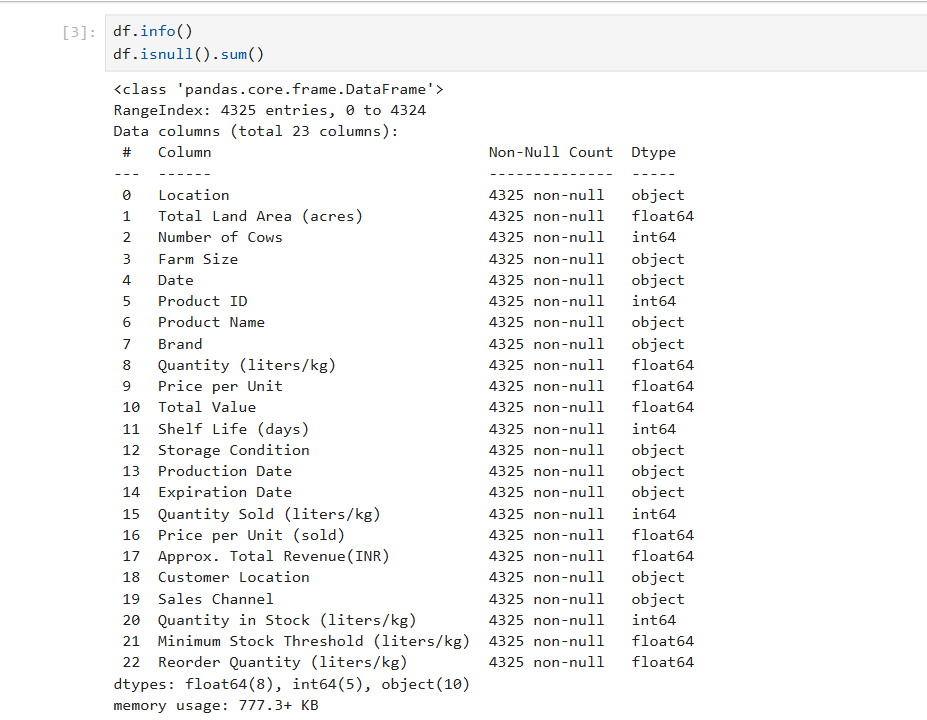 [3]: df.info()
df.isnull().sum()
<class 'pandas.core.frame.DataFrame'>
RangeIndex: 4325 entries, 0 to 4324
Data columns (total 23 columns):
 #   Column                               Non-Null Count  Dtype
---  ------                               --------------  -----
 0   Location                             4325 non-null   object
 1   Total Land Area (acres)              4325 non-null   float64
 2   Number of Cows                       4325 non-null   int64
 3   Farm Size                            4325 non-null   object
 4   Date                                 4325 non-null   object
 5   Product ID                           4325 non-null   int64
 6   Product Name                         4325 non-null   object
 7   Brand                                4325 non-null   object
 8   Quantity (liters/kg)                 4325 non-null   float64
 9   Price per Unit                       4325 non-null   float64
 10  Total Value                          4325 non-null   float64
 11  Shelf Life (days)                    4325 non-null   int64
 12  Storage Condition                    4325 non-null   object
 13  Production Date                      4325 non-null   object
 14  Expiration Date                      4325 non-null   object
 15  Quantity Sold (liters/kg)            4325 non-null   int64
 16  Price per Unit (sold)                4325 non-null   float64
 17  Approx. Total Revenue(INR)           4325 non-null   float64
 18  Customer Location                    4325 non-null   object
 19  Sales Channel                        4325 non-null   object
 20  Quantity in Stock (liters/kg)        4325 non-null   int64
 21  Minimum Stock Threshold (liters/kg)  4325 non-null   float64
 22  Reorder Quantity (liters/kg)         4325 non-null   float64
dtypes: float64(8), int64(5), object(10)
memory usage: 777.3+ KB